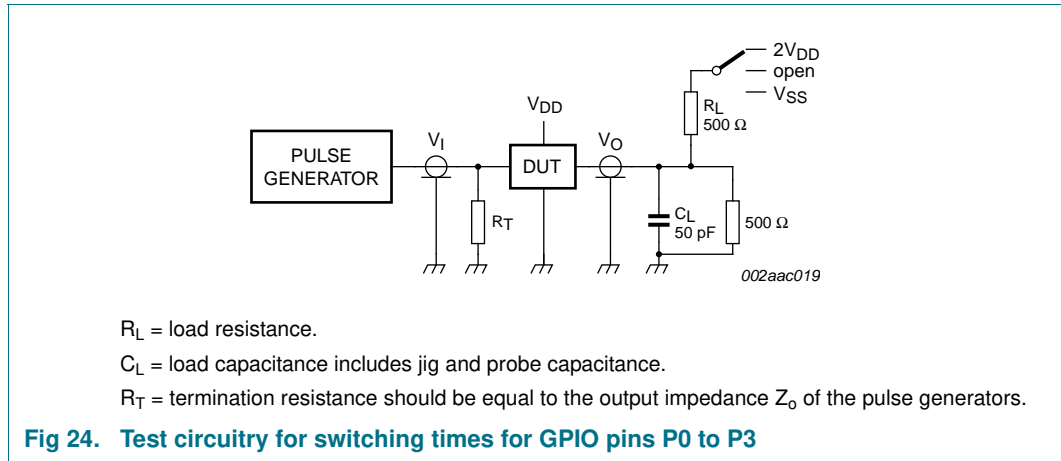 2VDD
open
VSS
RL
500 Ω
VDD
VI
VO
PULSE
GENERATOR
DUT
RT
CL
50 pF
500 Ω
002aac019
RL = load resistance.
CL = load capacitance includes jig and probe capacitance.
RT = termination resistance should be equal to the output impedance Zo of the pulse generators.
Fig 24. Test circuitry for switching times for GPIO pins P0 to P3